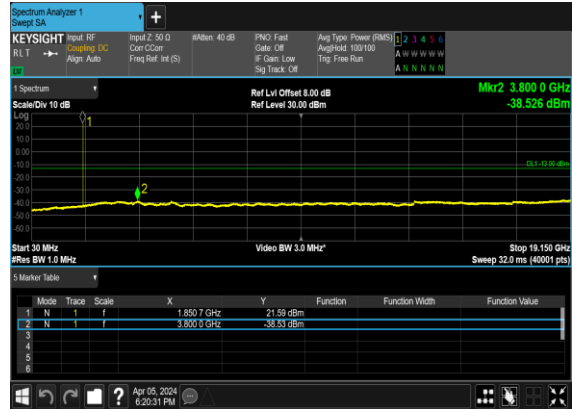 Spectrum Analyzer 1
Swept SA
+
KEYSIGHT Input: RF Input Z: 50 Ω #Atten: 40 dB PNO: Fast Avg Type: Power (RMS) 1 2 3 4 5 6
RLT Coupling: DC Corr CCorr Gate: Off Avg|Hold: 100/100 A W W W W W
Align: Auto Freq Ref: Int (S) IF Gain: Low Trig: Free Run
Sig Track: Off A N N N N N
1 Spectrum
Scale/Div 10 dB
Ref Lvl Offset 8.00 dB
Ref Level 30.00 dBm
Mkr2 3.800 0 GHz
-38.526 dBm
Log
1
20.0
10.0
0.00
-10.0
DL1 -13.00 dBm
-20.0
-30.0
2
-40.0
-50.0
-60.0
Start 30 MHz Video BW 3.0 MHz* Stop 19.150 GHz
#Res BW 1.0 MHz Sweep 32.0 ms (40001 pts)
5 Marker Table
Mode Trace Scale X Y Function Function Width Function Value
1 N 1 f 1.850 7 GHz 21.59 dBm
2 N 1 f 3.800 0 GHz -38.53 dBm
3
4
5
6
? Apr 05, 2024
6:20:31 PM